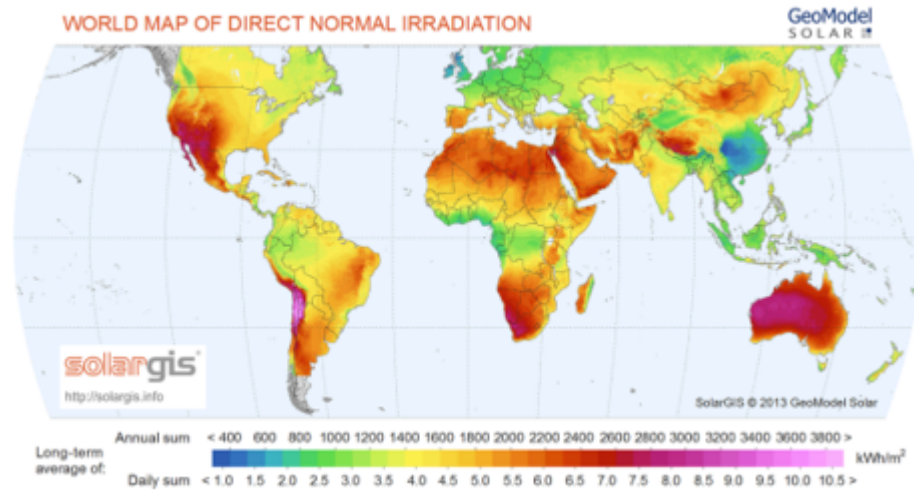 WORLD MAP OF DIRECT NORMAL IRRADIATION
GeoModel
SOLAR
solargis
http://solargis.info
SolarGIS © 2013 GeoModel Solar
Annual sum < 400 600 800 1000 1200 1400 1600 1800 2000 2200 2400 2600 2800 3000 3200 3400 3600 3800 >
Long-term
average of:
kWh/m²
Daily sum < 1.0 1.5 2.0 2.5 3.0 3.5 4.0 4.5 5.0 5.5 6.0 6.5 7.0 7.5 8.0 8.5 9.0 9.5 10.0 10.5 >